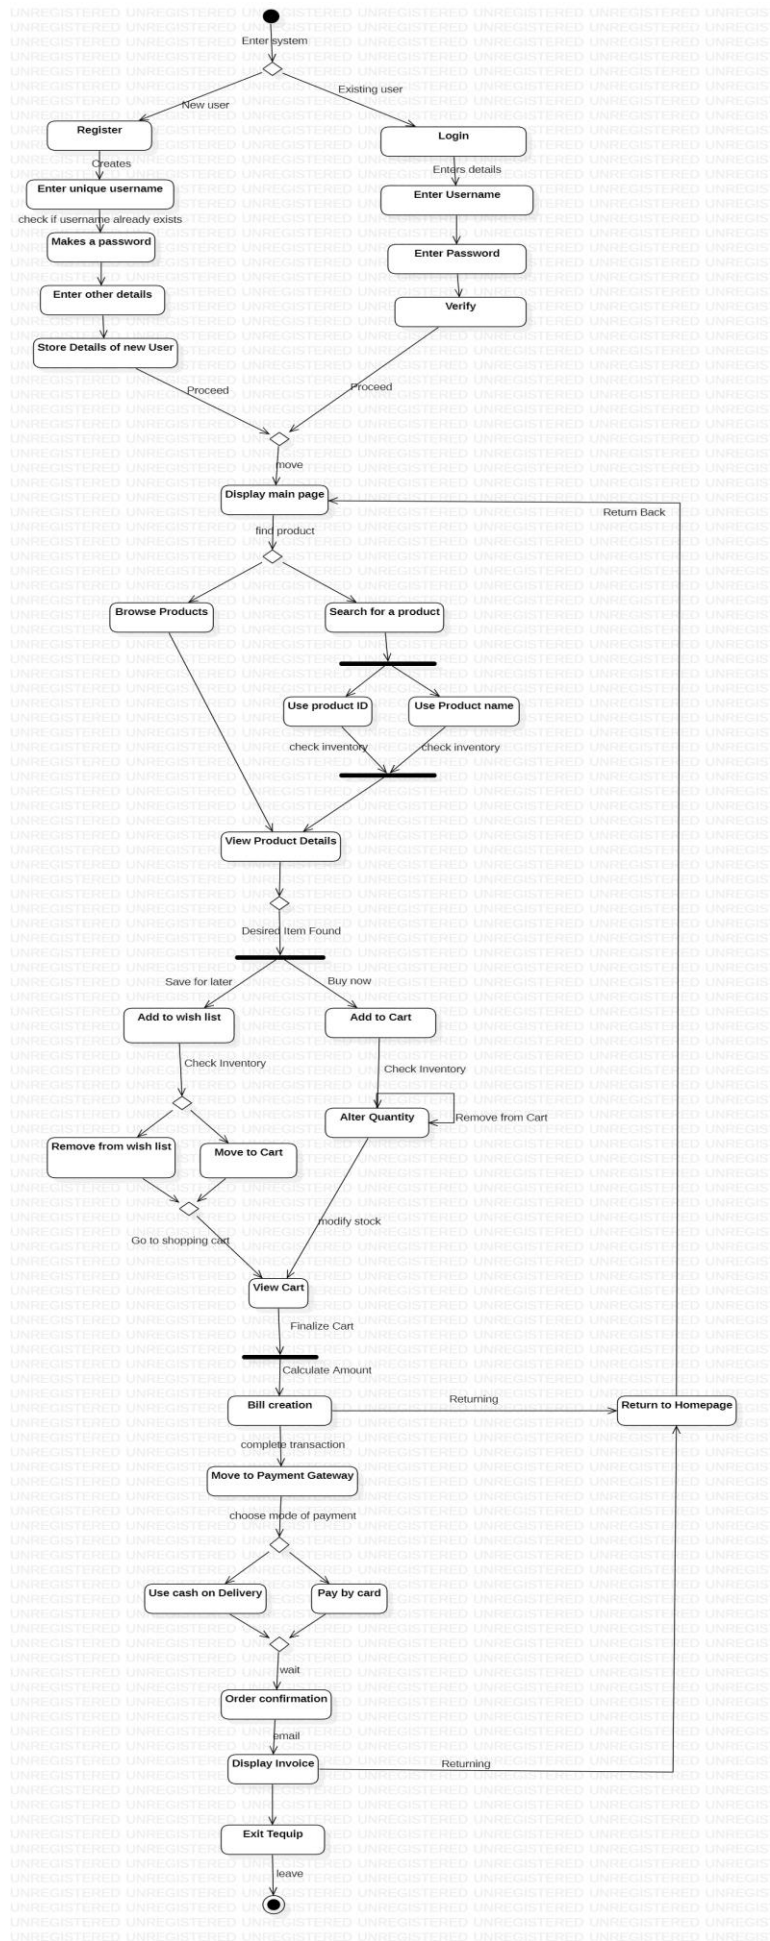 Enter system
New user
Existing user
Register
Login
Creates
Enters details
Enter unique username
Enter Username
check if username already exists
Makes a password
Enter Password
Enter other details
Verify
Store Details of new User
Proceed
Proceed
move
Display main page
Return Back
find product
Browse Products
Search for a product
Use product ID
Use Product name
check inventory
check inventory
View Product Details
Desired Item Found
Save for later
Buy now
Add to wish list
Add to Cart
Check Inventory
Check Inventory
Alter Quantity
Remove from Cart
Remove from wish list
Move to Cart
modify stock
Go to shopping cart
View Cart
Finalize Cart
Calculate Amount
Bill creation
Returning
Return to Homepage
complete transaction
Move to Payment Gateway
choose mode of payment
Use cash on Delivery
Pay by card
wait
Order confirmation
email
Display Invoice
Returning
Exit Tequip
leave